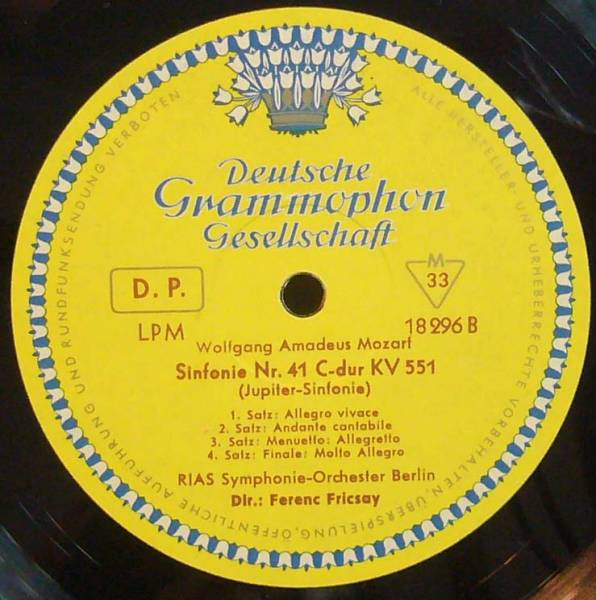 Deutsche
Grammophon
Gesellschaft
D. P.
M
33
LPM
18296 B
Wolfgang Amadeus Mozart
Sinfonie Nr. 41 C-dur KV 551
(Jupiter-Sinfonie)
1. Satz: Allegro vivace
2. Satz: Andante cantabile
3. Satz: Menuetto: Allegretto
4. Satz: Finale: Molto Allegro
RIAS Symphonie-Orchester Berlin
Dir.: Ferenc Fricsay
ALLE HERSTELLER- UND URHEBERRECHTE VORBEHALTEN, ÜBERSPIELUNG, ÖFFENTLICHE AUFFÜHRUNG UND RUNDFUNKSENDUNG VERBOTEN